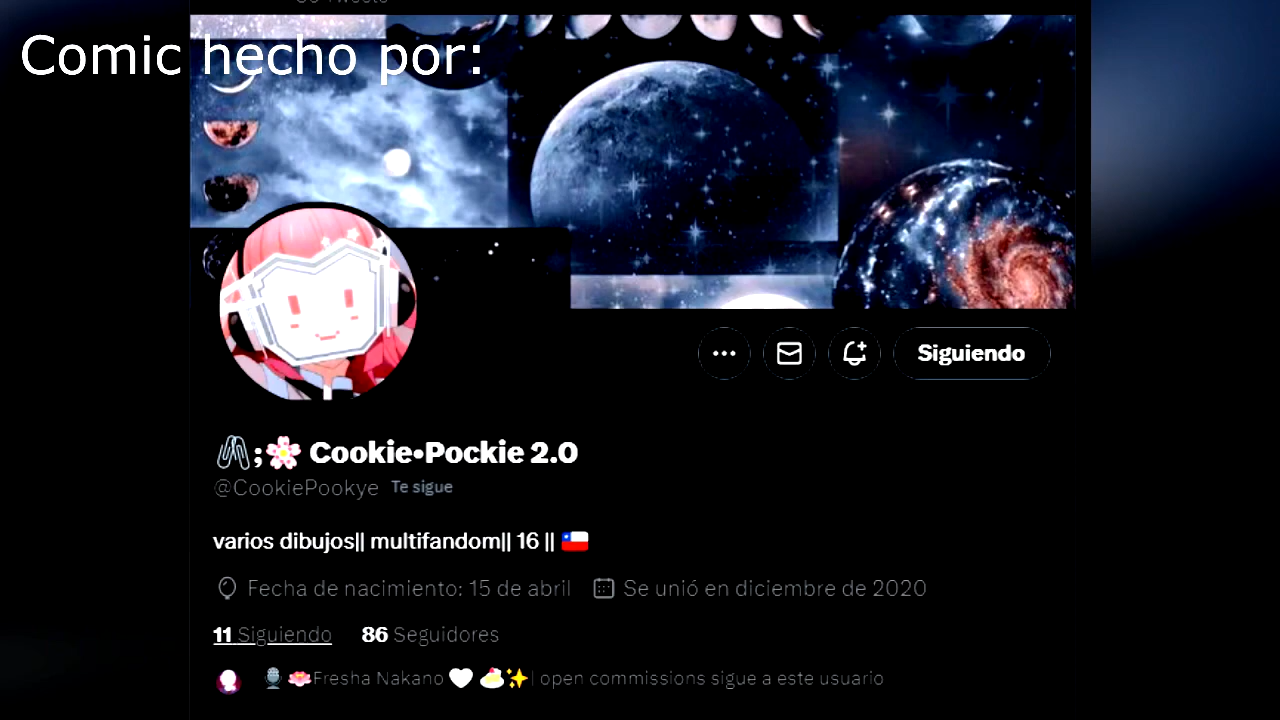 Comic hecho por:
Siguiendo
🖇️;🌸 Cookie•Pockie 2.0
@CookiePookye Te sigue
varios dibujos|| multifandom|| 16 || 🇨🇱
Fecha de nacimiento: 15 de abril Se unió en diciembre de 2020
11 Siguiendo 86 Seguidores
🎙️🪷Fresha Nakano 🤍 🍰✨| open commissions sigue a este usuario